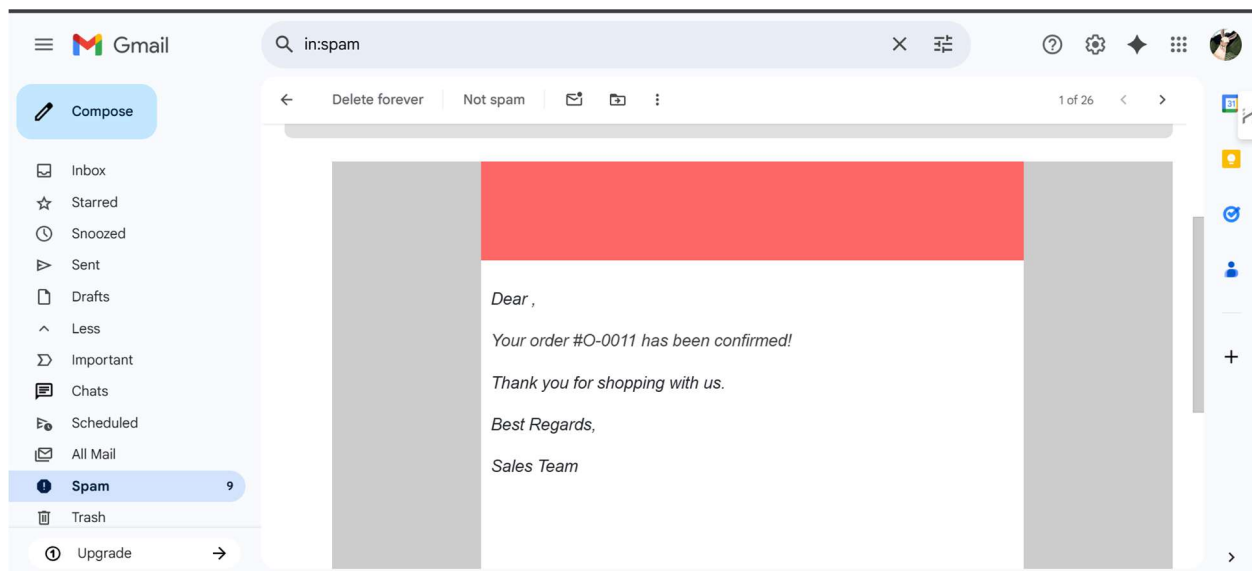 Gmail
in:spam
Compose
Delete forever
Not spam
1 of 26
31
Inbox
Starred
Snoozed
Sent
Drafts
Less
Important
Chats
Scheduled
All Mail
Spam 9
Trash
1 Upgrade
Dear ,
Your order #O-0011 has been confirmed!
Thank you for shopping with us.
Best Regards,
Sales Team